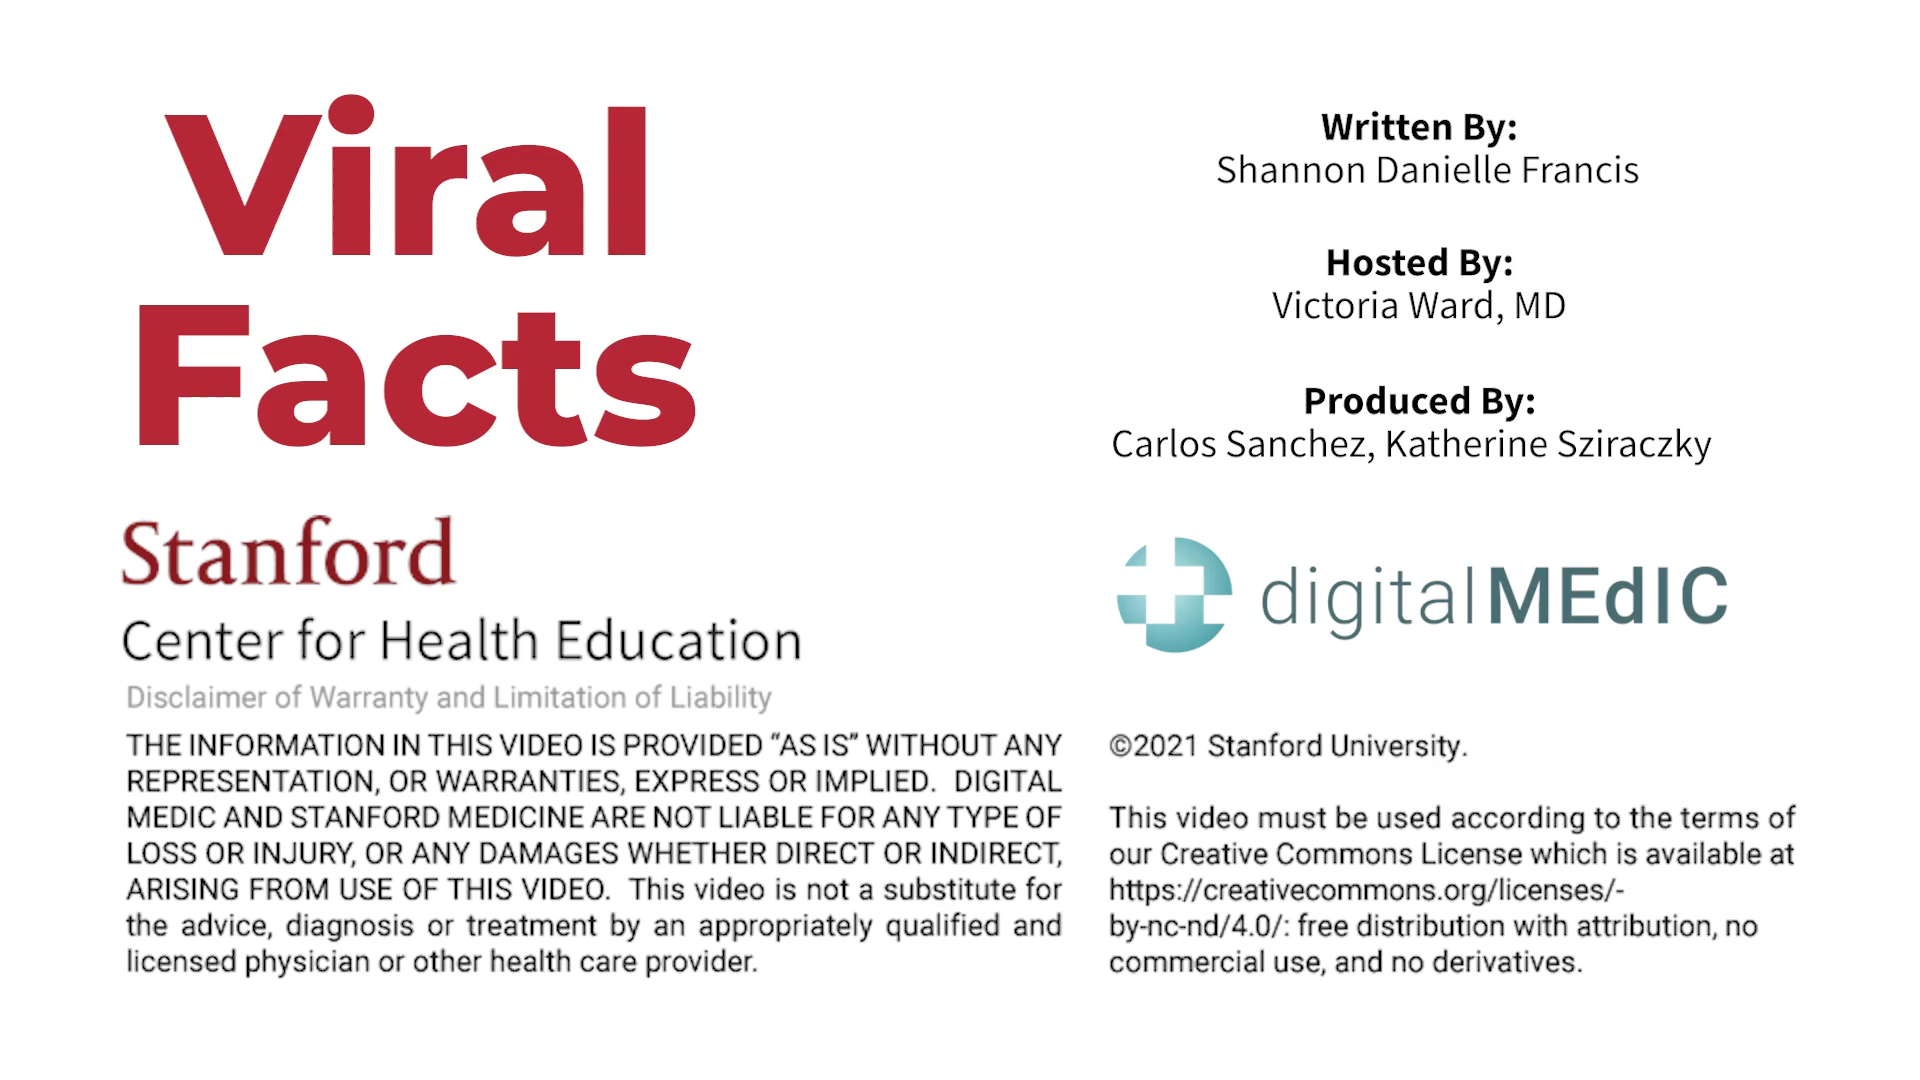 Viral
Facts
Written By:
Shannon Danielle Francis
Hosted By:
Victoria Ward, MD
Produced By:
Carlos Sanchez, Katherine Sziraczky
Stanford
Center for Health Education
digitalMEdIC
Disclaimer of Warranty and Limitation of Liability
THE INFORMATION IN THIS VIDEO IS PROVIDED “AS IS” WITHOUT ANY
REPRESENTATION, OR WARRANTIES, EXPRESS OR IMPLIED.  DIGITAL
MEDIC AND STANFORD MEDICINE ARE NOT LIABLE FOR ANY TYPE OF
LOSS OR INJURY, OR ANY DAMAGES WHETHER DIRECT OR INDIRECT,
ARISING FROM USE OF THIS VIDEO.  This video is not a substitute for
the advice, diagnosis or treatment by an appropriately qualified and
licensed physician or other health care provider.
©2021 Stanford University.
This video must be used according to the terms of
our Creative Commons License which is available at
https://creativecommons.org/licenses/-
by-nc-nd/4.0/: free distribution with attribution, no
commercial use, and no derivatives.